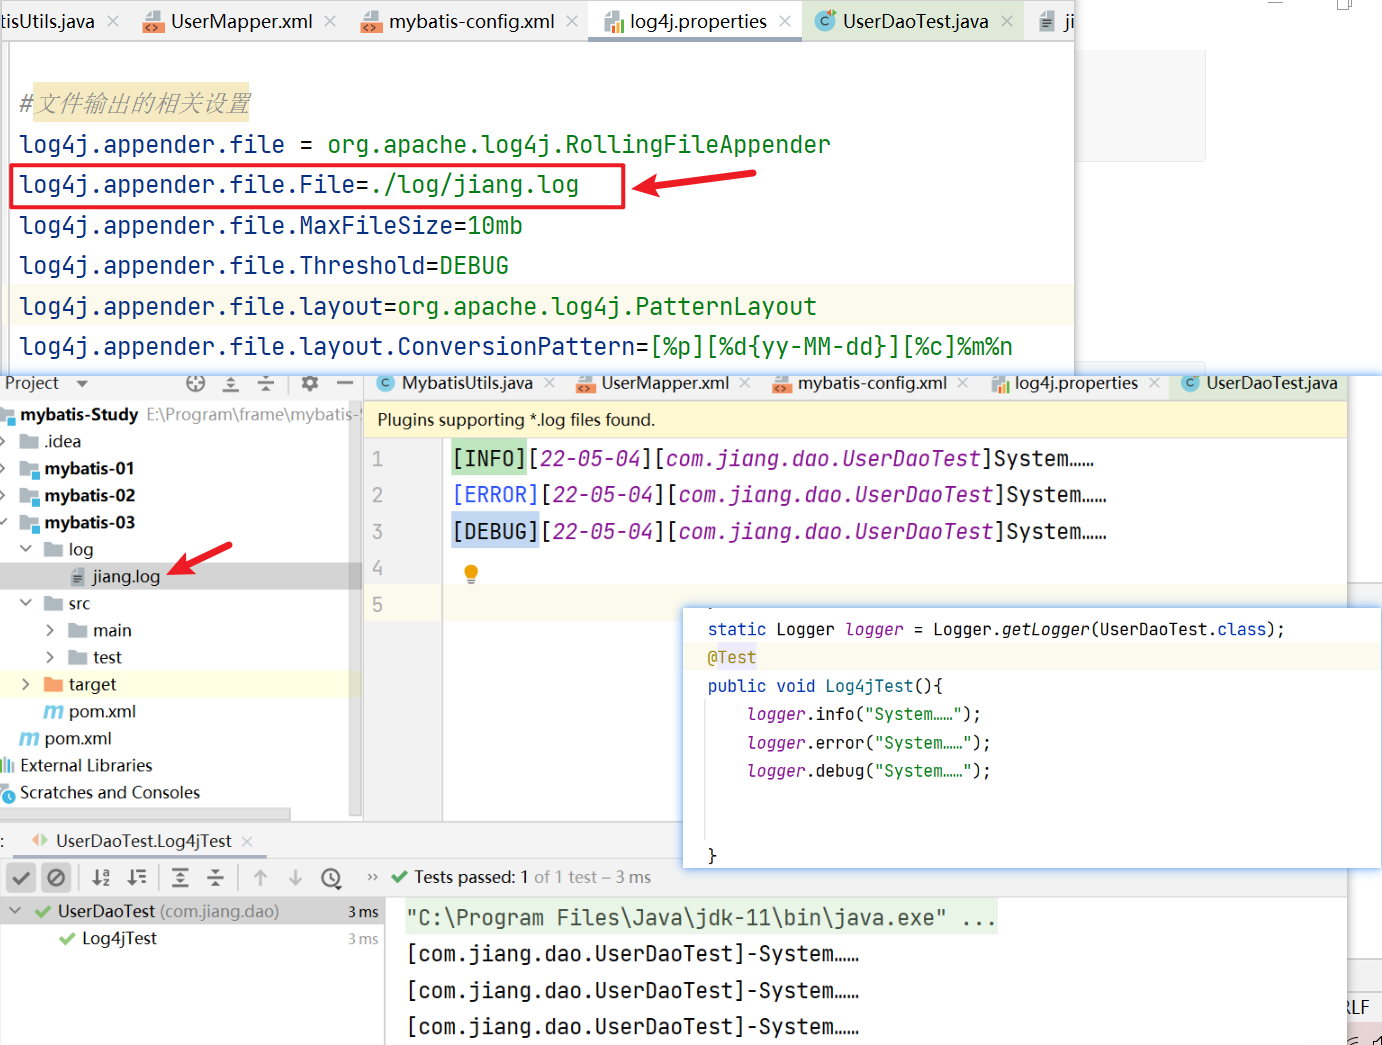 tisUtils.java UserMapper.xml mybatis-config.xml log4j.properties UserDaoTest.java ji
#文件输出的相关设置
log4j.appender.file = org.apache.log4j.RollingFileAppender
log4j.appender.file.File=./log/jiang.log
log4j.appender.file.MaxFileSize=10mb
log4j.appender.file.Threshold=DEBUG
log4j.appender.file.layout=org.apache.log4j.PatternLayout
log4j.appender.file.layout.ConversionPattern=[%p][%d{yy-MM-dd}][%c]%m%n
Project
MybatisUtils.java UserMapper.xml mybatis-config.xml log4j.properties UserDaoTest.java
mybatis-Study E:\Program\frame\mybatis-S
.idea
mybatis-01
mybatis-02
mybatis-03
log
jiang.log
src
main
test
target
pom.xml
pom.xml
External Libraries
Scratches and Consoles
Plugins supporting *.log files found.
1 [INFO][22-05-04][com.jiang.dao.UserDaoTest]System……
2 [ERROR][22-05-04][com.jiang.dao.UserDaoTest]System……
3 [DEBUG][22-05-04][com.jiang.dao.UserDaoTest]System……
4
5
static Logger logger = Logger.getLogger(UserDaoTest.class);
@Test
public void Log4jTest(){
logger.info("System……");
logger.error("System……");
logger.debug("System……");
}
: UserDaoTest.Log4jTest
Tests passed: 1 of 1 test – 3 ms
UserDaoTest (com.jiang.dao) 3 ms
Log4jTest 3 ms
"C:\Program Files\Java\jdk-11\bin\java.exe" ...
[com.jiang.dao.UserDaoTest]-System……
[com.jiang.dao.UserDaoTest]-System……
[com.jiang.dao.UserDaoTest]-System……
RLF